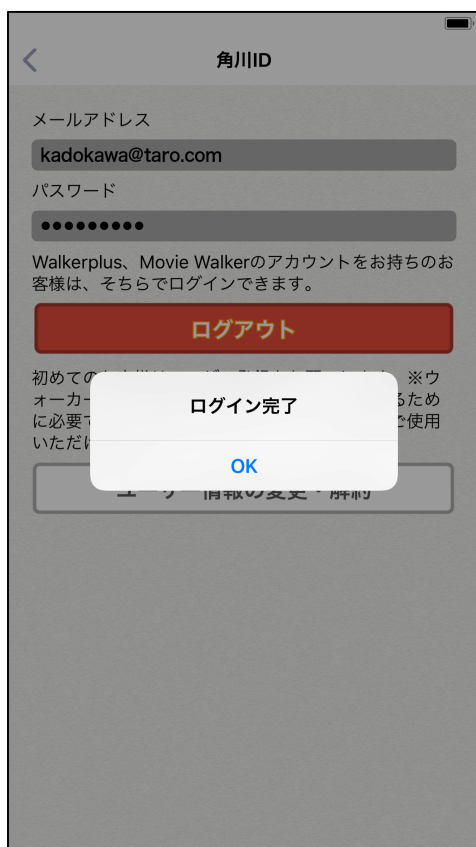 角川ID
メールアドレス
kadokawa@taro.com
パスワード
•••••••••
Walkerplus、Movie Walkerのアカウントをお持ちのお
客様は、そちらでログインできます。
ログアウト
初めての
※ウ
ォーカー
るため
に必要
ご使用
いただけ
ログイン完了
OK
ユーザー情報の変更・解約